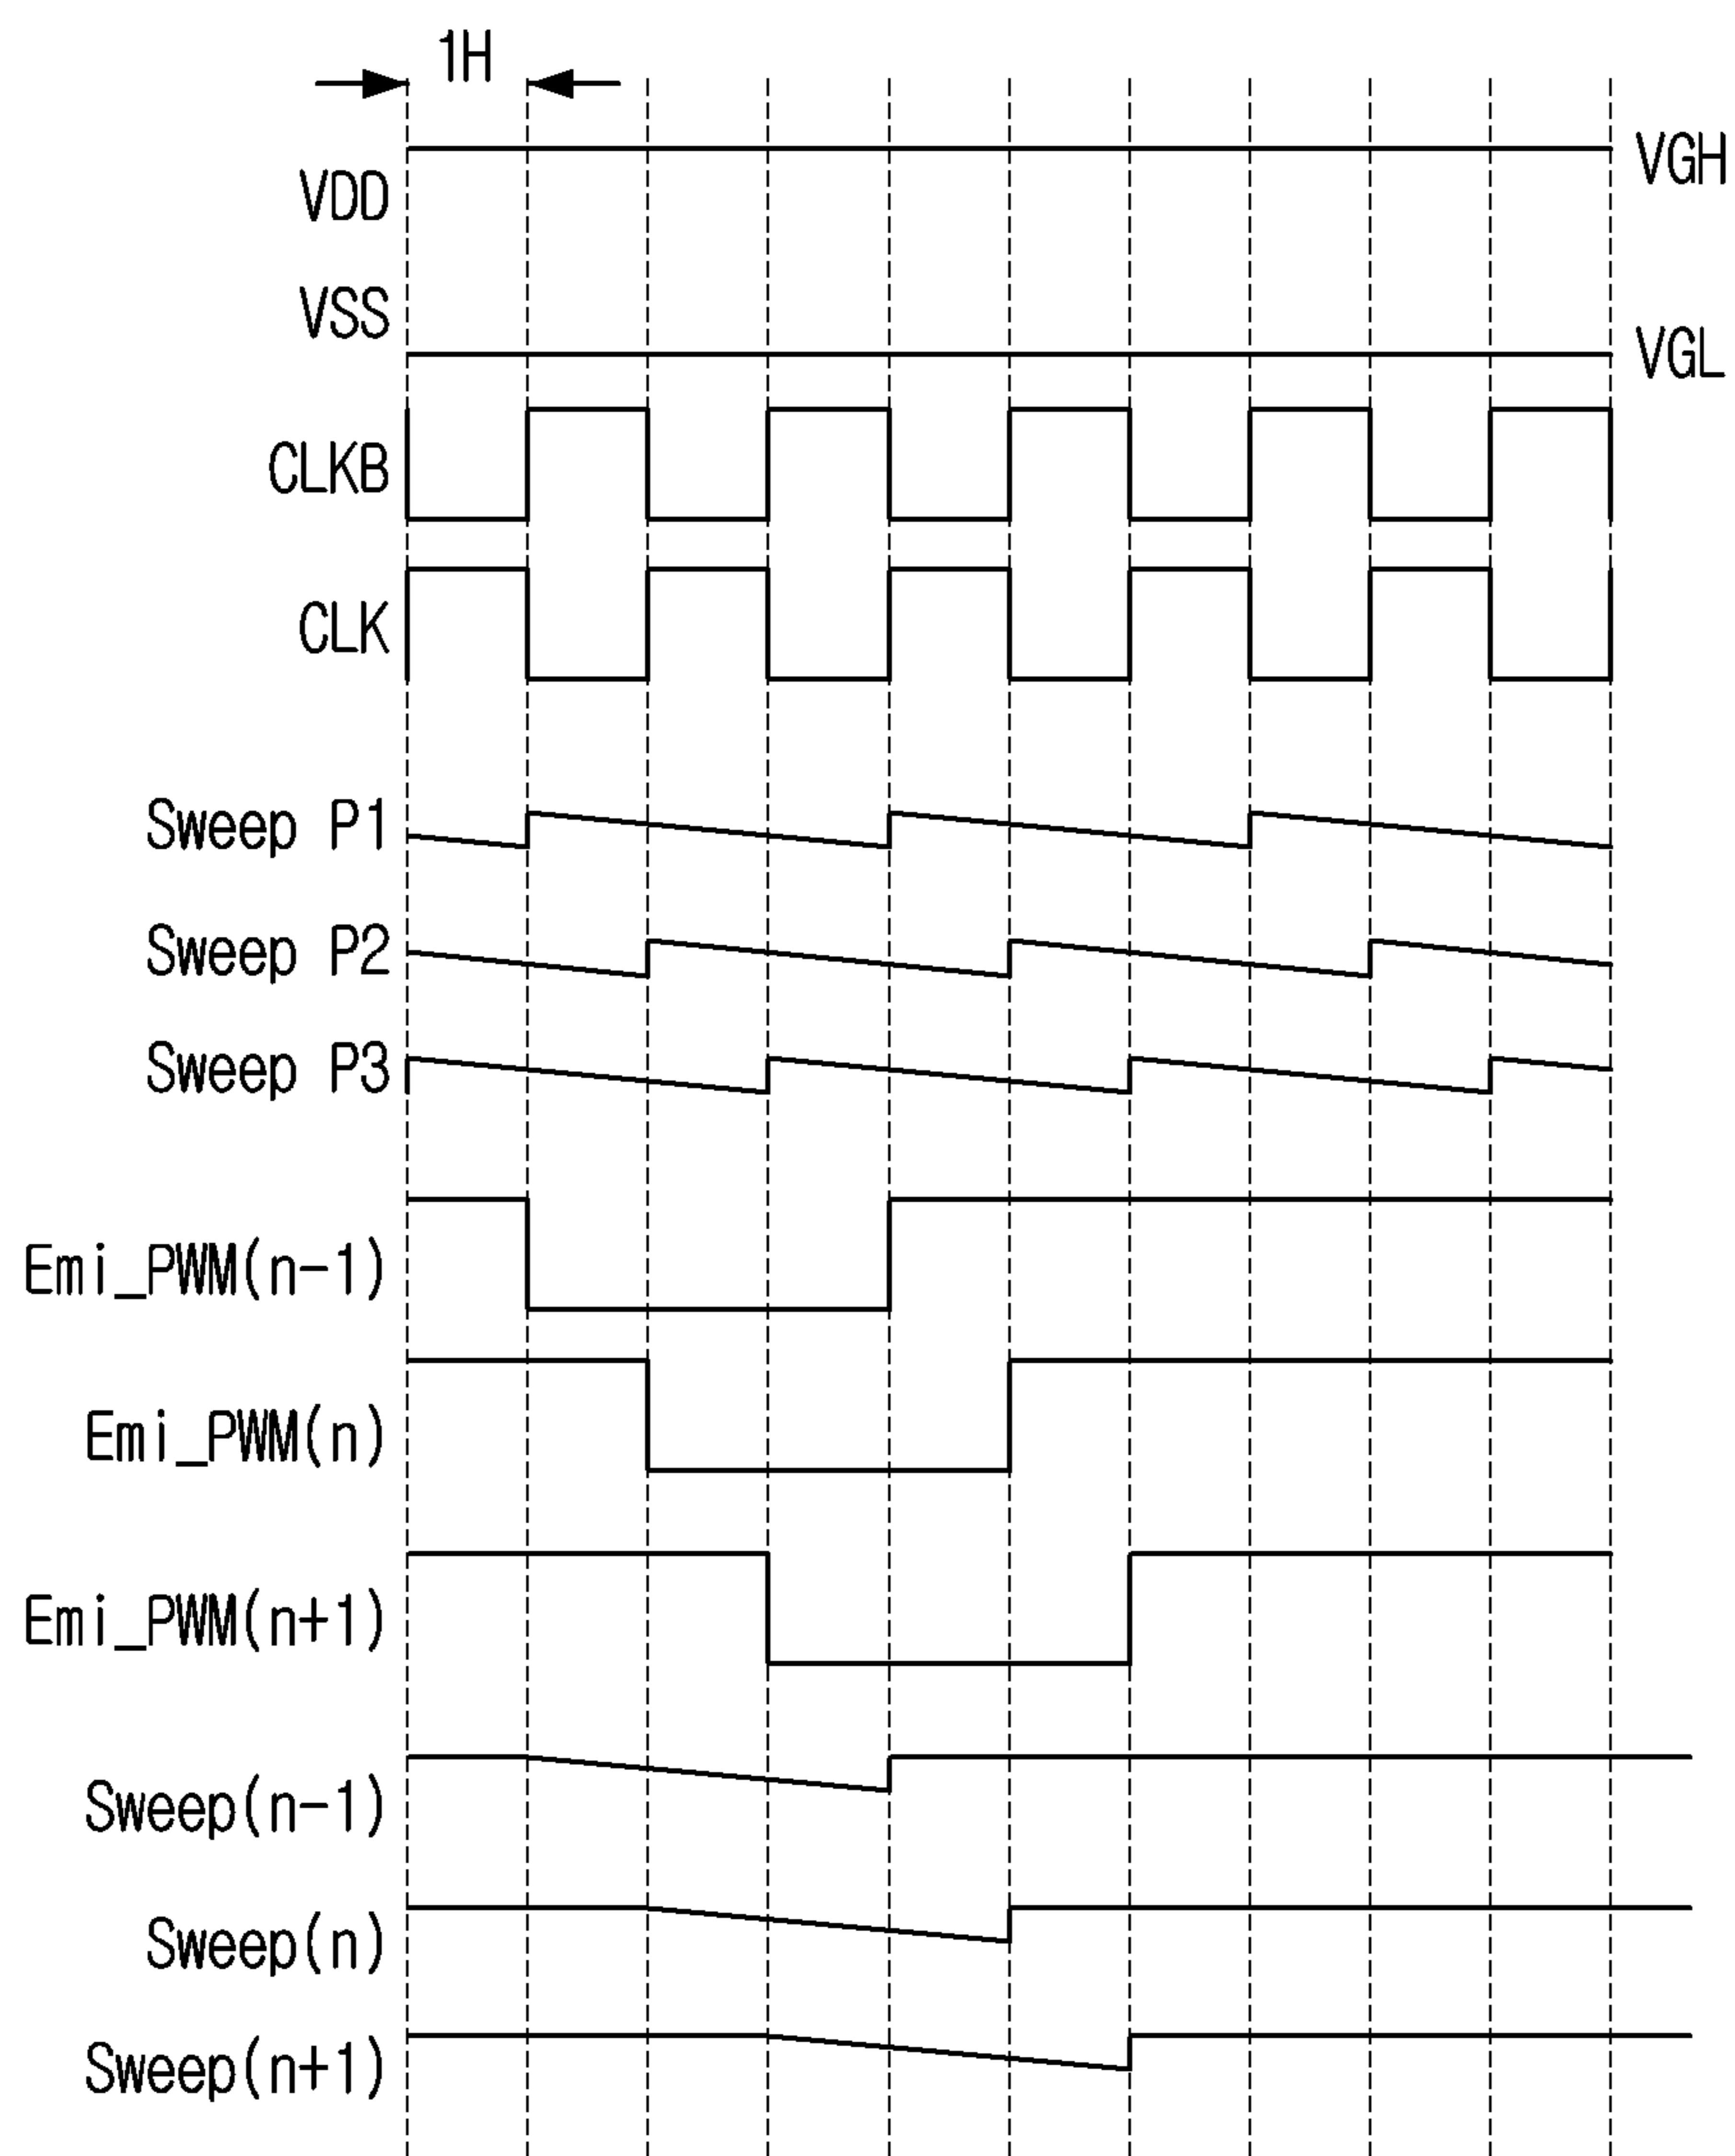 1H
VGH
VDD
VSS
VGL
CLKB
CLK
Sweep P1
Sweep P2
Sweep P3
Emi_PWM(n-1)
Emi_PWM(n)
Emi_PWM(n+1)
Sweep(n-1)
Sweep(n)
Sweep(n+1)